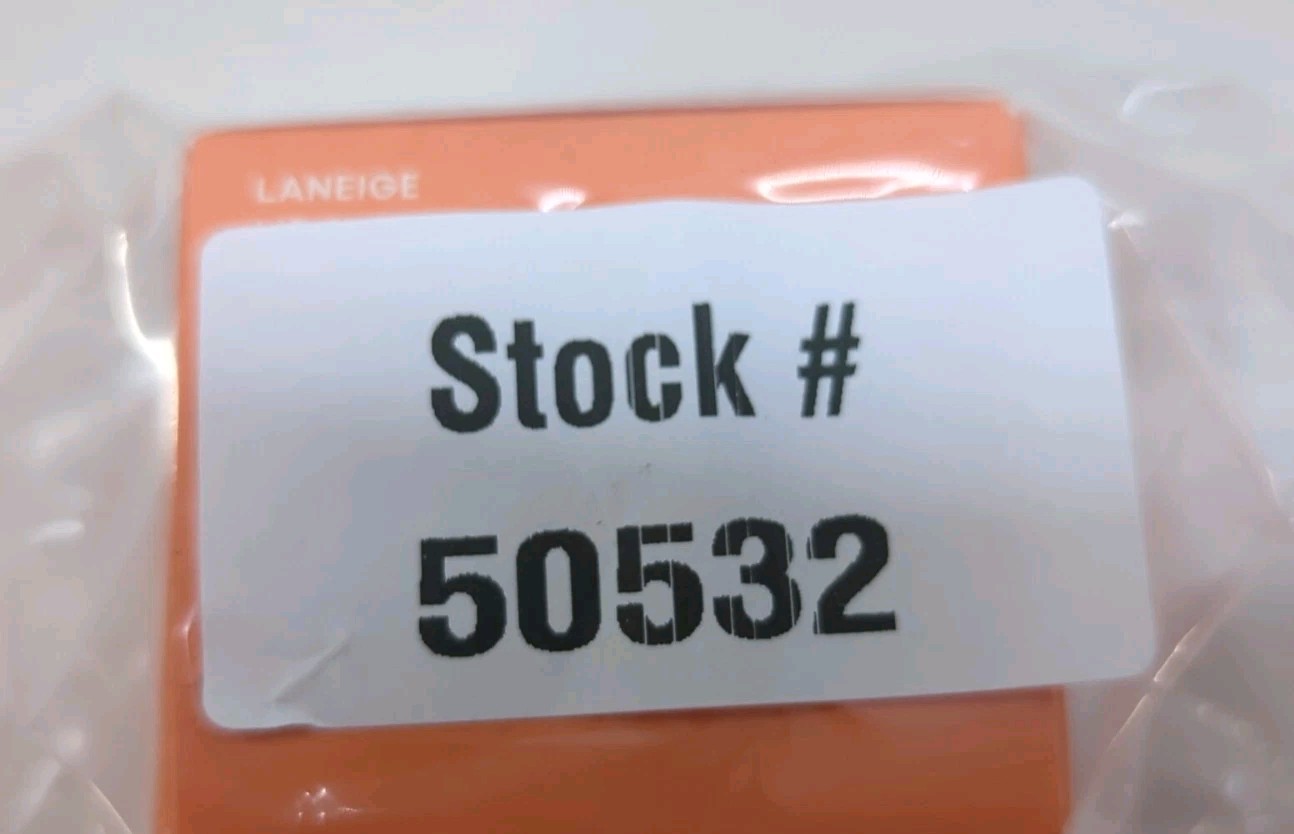 LANEIGE
Stock #
50532